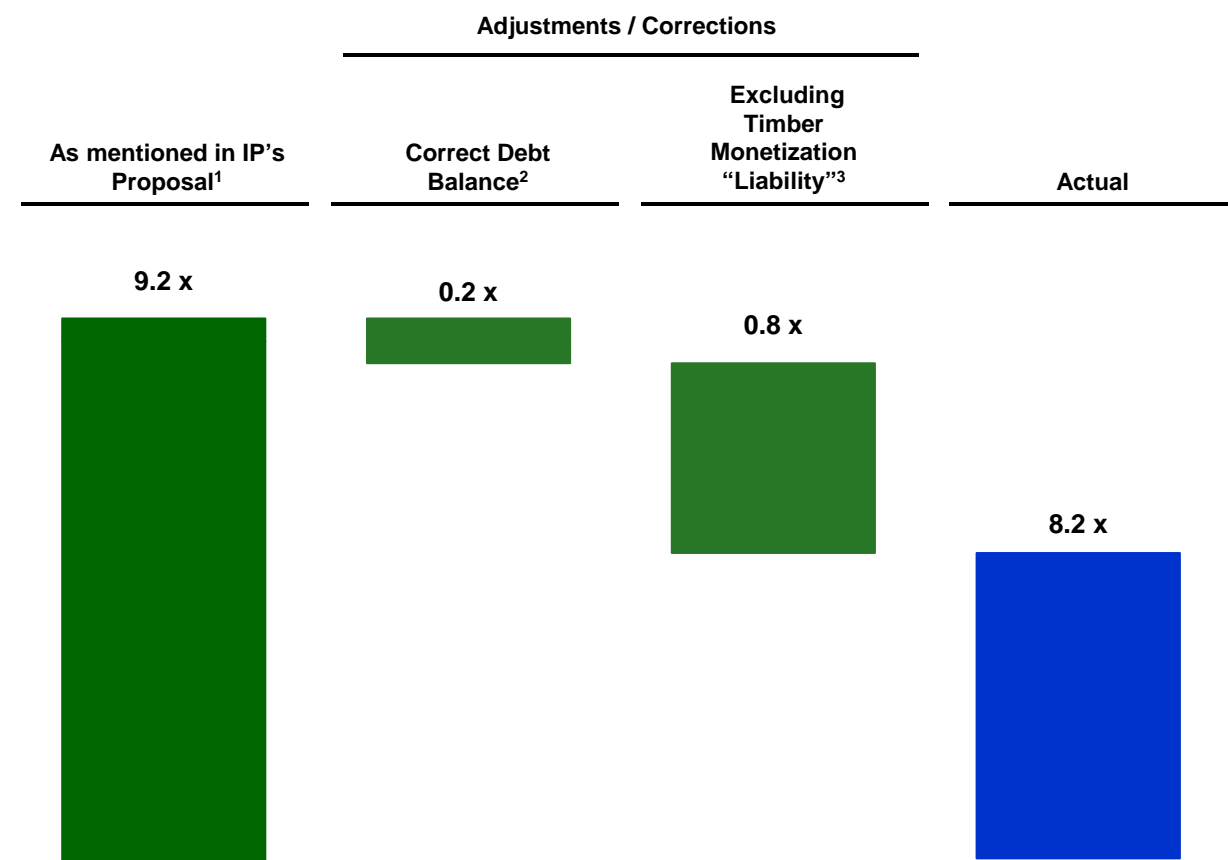 Adjustments / Corrections
As mentioned in IP’s
Proposal1
Correct Debt
Balance2
Excluding
Timber
Monetization
“Liability”3
Actual
9.2 x
0.2 x
0.8 x
8.2 x